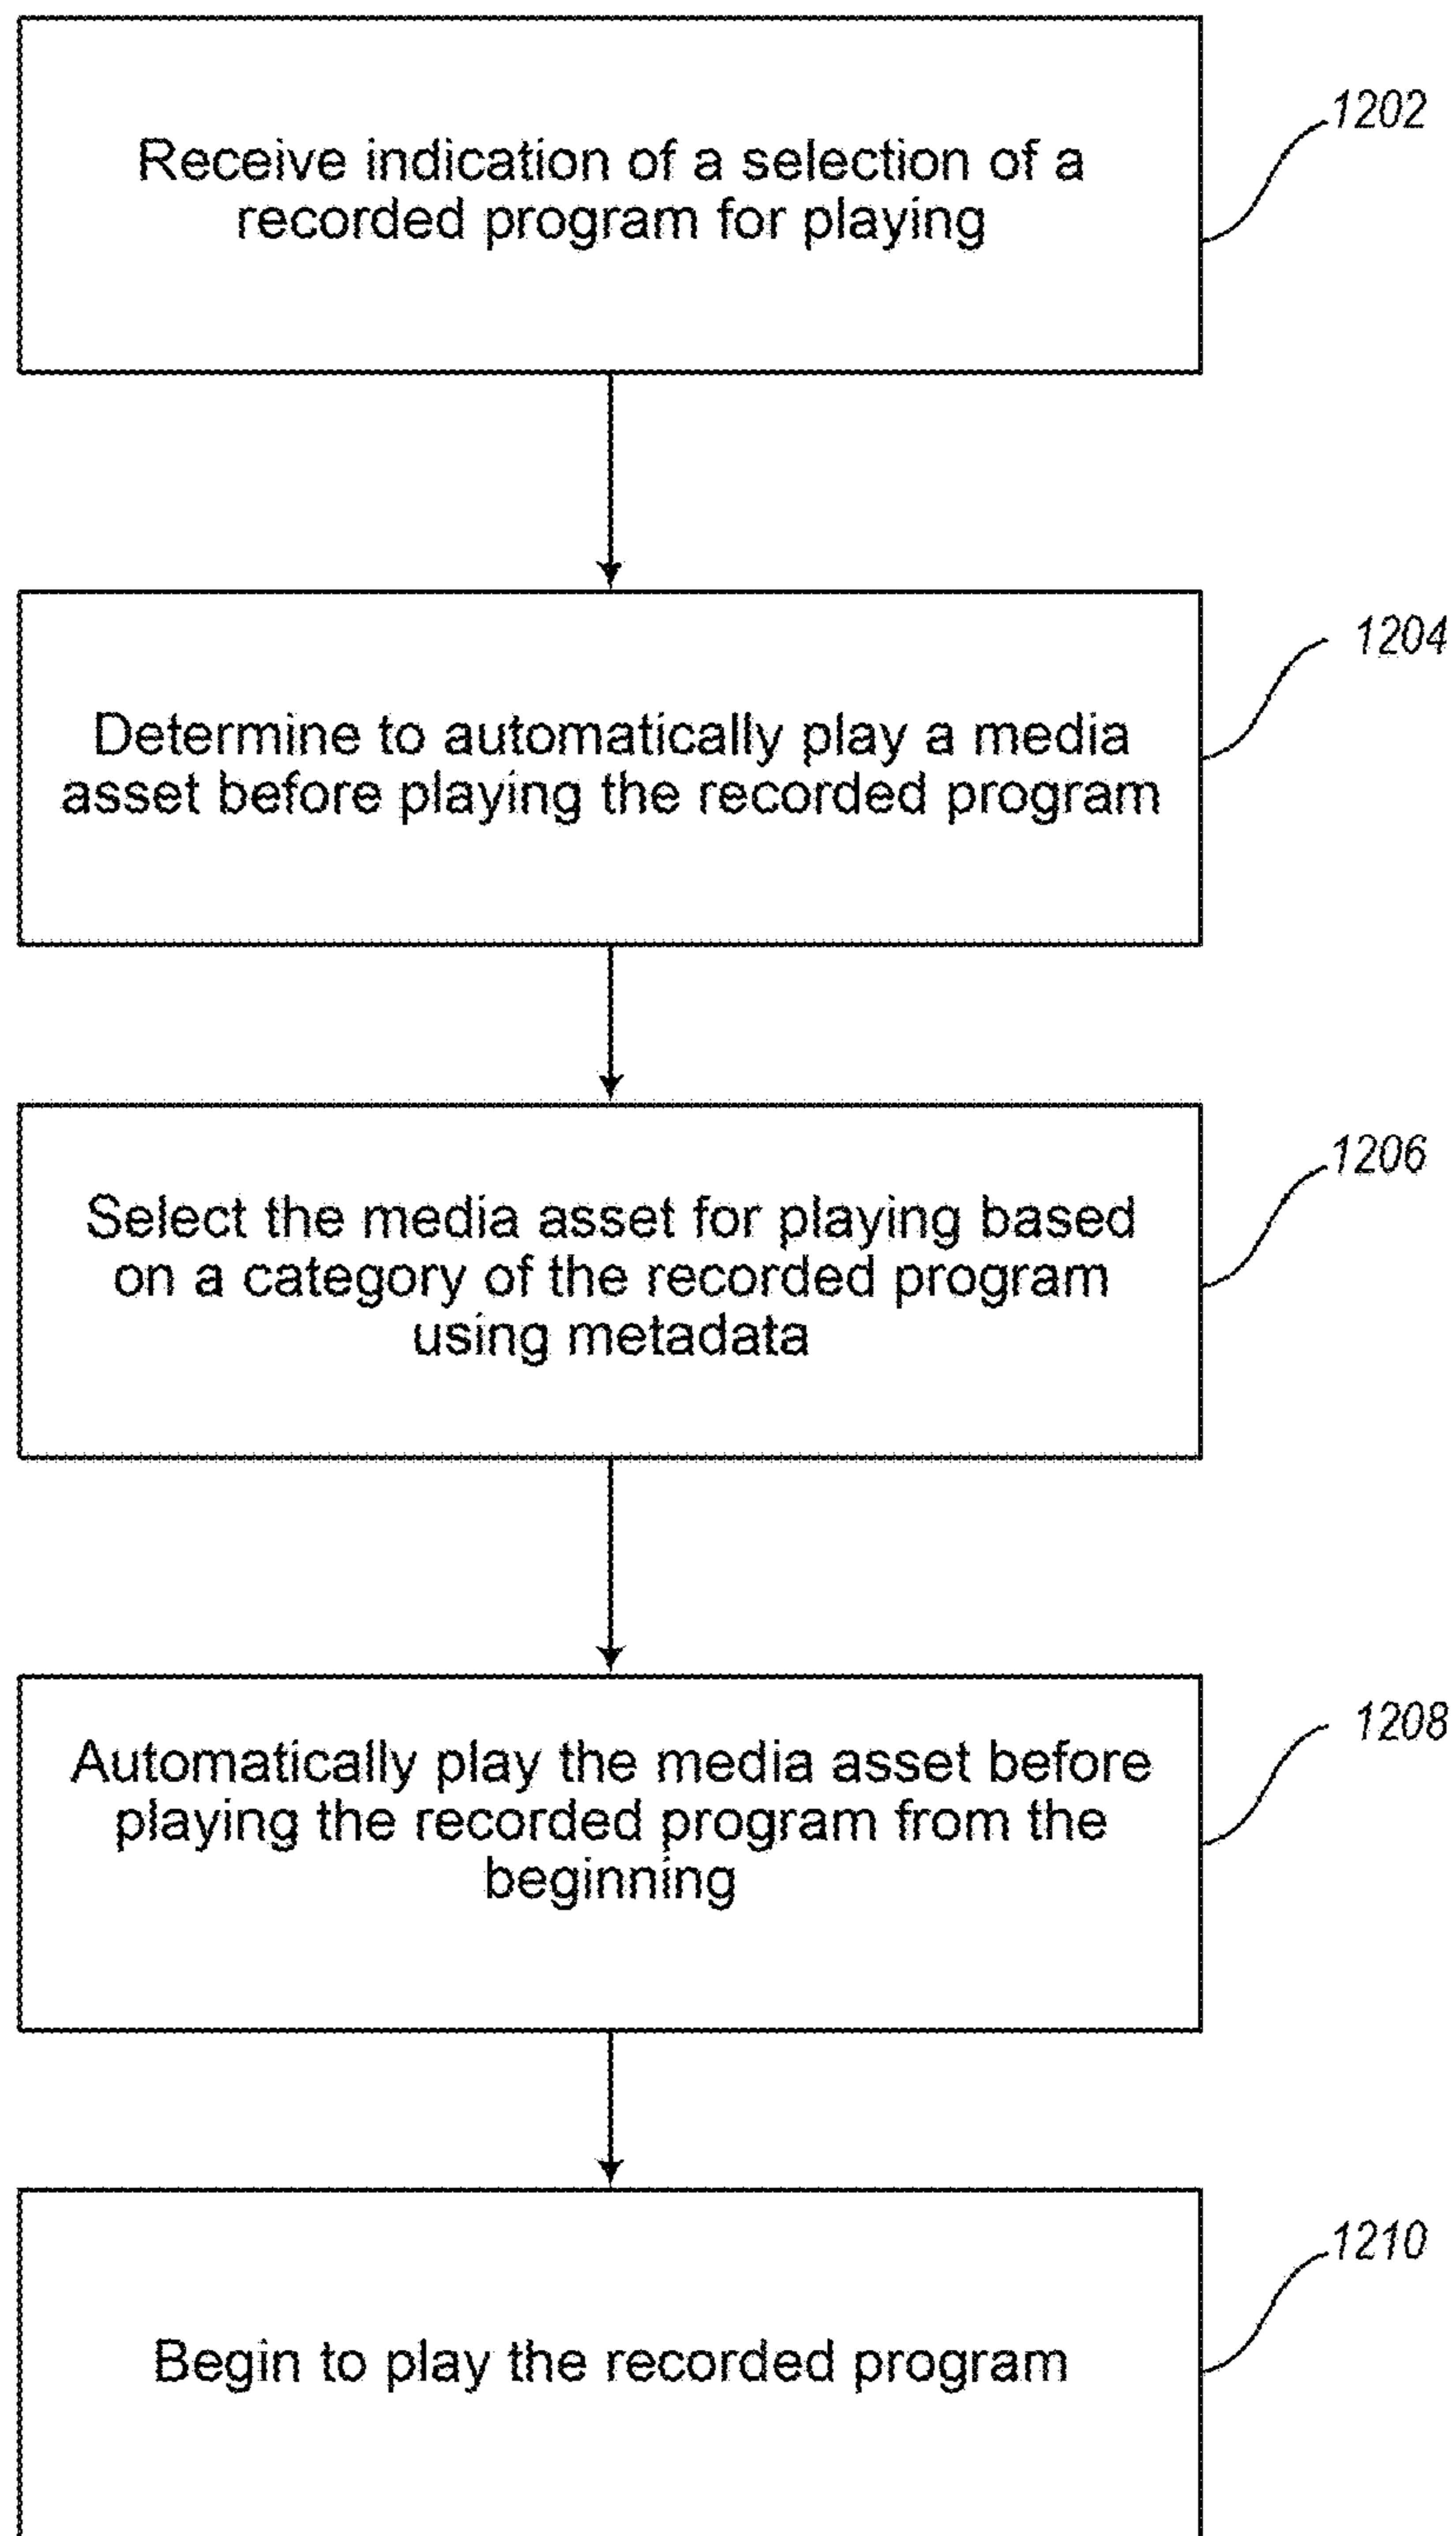 1202
Receive indication of a selection of a
recorded program for playing
1204
Determine to automatically play a media
asset before playing the recorded program
1206
Select the media asset for playing based
on a category of the recorded program
using metadata
1208
Automatically play the media asset before
playing the recorded program from the
beginning
1210
Begin to play the recorded program